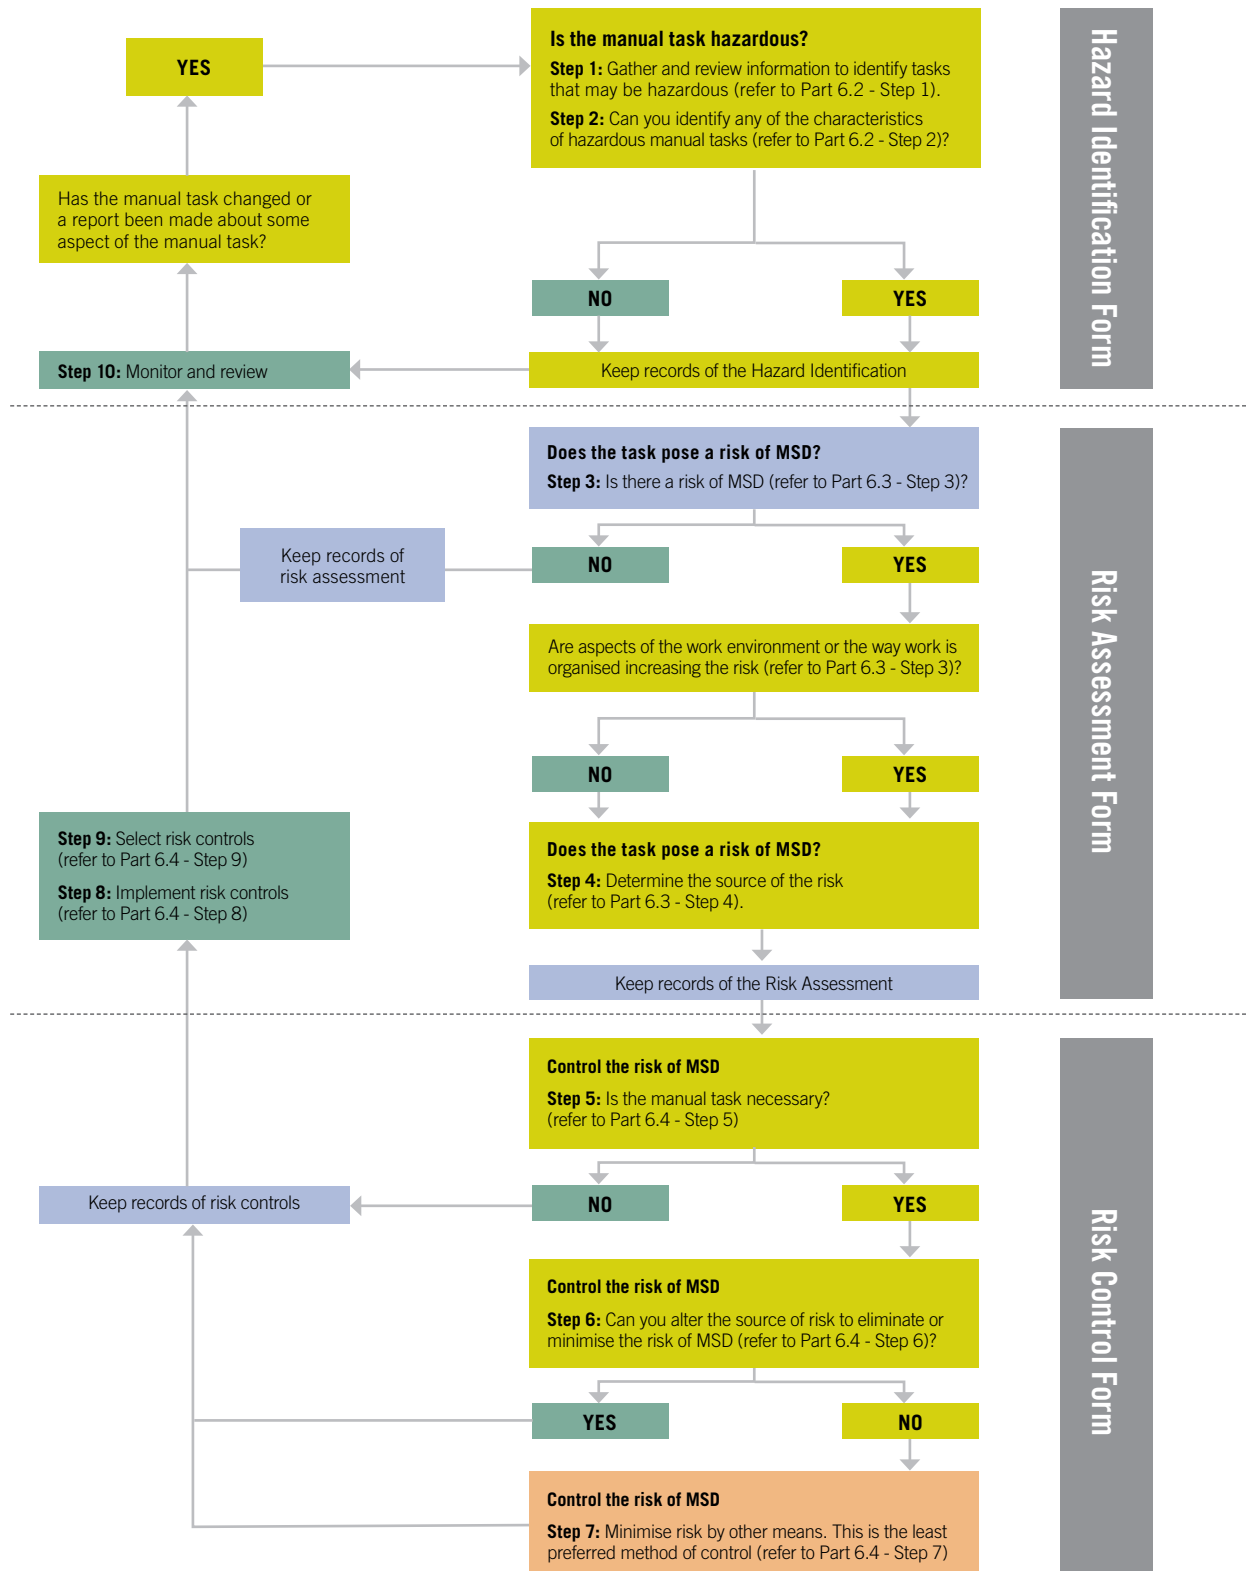 YES
Is the manual task hazardous?
Step 1: Gather and review information to identify tasks
that may be hazardous (refer to Part 6.2 - Step 1).
Step 2: Can you identify any of the characteristics
of hazardous manual tasks (refer to Part 6.2 - Step 2)?
Hazard Identification Form
Has the manual task changed or
a report been made about some
aspect of the manual task?
NO
YES
Step 10: Monitor and review
Keep records of the Hazard Identification
Does the task pose a risk of MSD?
Step 3: Is there a risk of MSD (refer to Part 6.3 - Step 3)?
Risk Assessment Form
Keep records of
risk assessment
NO
YES
Are aspects of the work environment or the way work is
organised increasing the risk (refer to Part 6.3 - Step 3)?
NO
YES
Step 9: Select risk controls
(refer to Part 6.4 - Step 9)
Step 8: Implement risk controls
(refer to Part 6.4 - Step 8)
Does the task pose a risk of MSD?
Step 4: Determine the source of the risk
(refer to Part 6.3 - Step 4).
Keep records of the Risk Assessment
Control the risk of MSD
Step 5: Is the manual task necessary?
(refer to Part 6.4 - Step 5)
Risk Control Form
Keep records of risk controls
NO
YES
Control the risk of MSD
Step 6: Can you alter the source of risk to eliminate or
minimise the risk of MSD (refer to Part 6.4 - Step 6)?
YES
NO
Control the risk of MSD
Step 7: Minimise risk by other means. This is the least
preferred method of control (refer to Part 6.4 - Step 7)